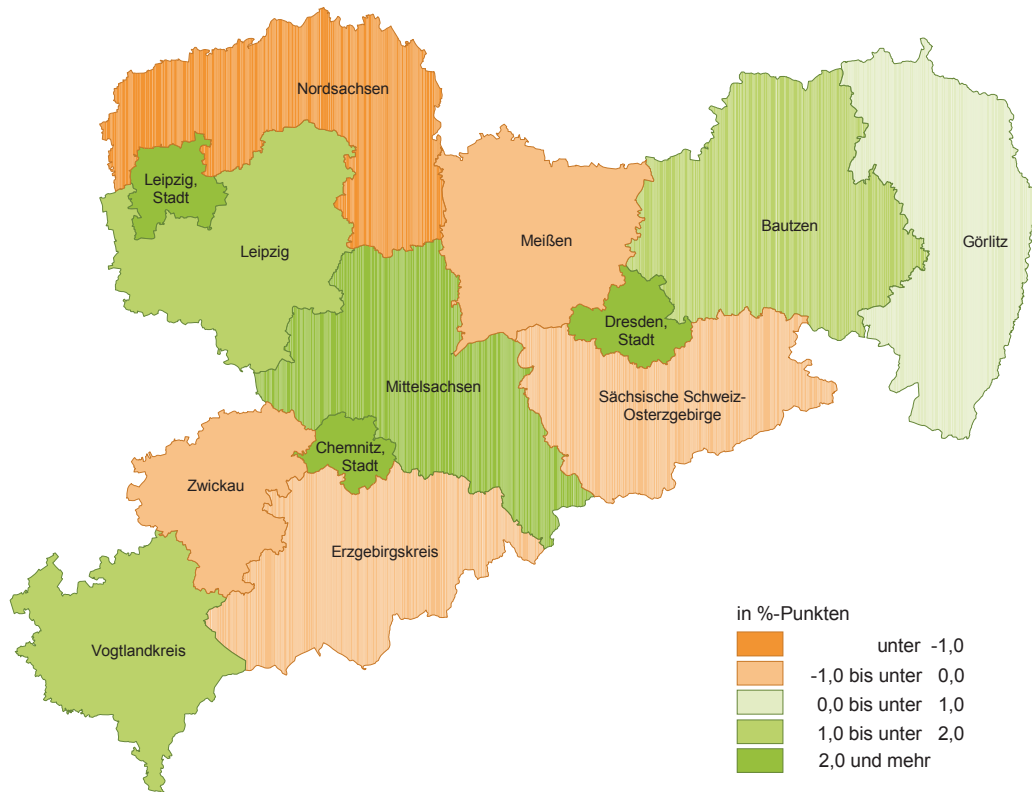 Nordsachsen
Leipzig,
Stadt
Leipzig
Meißen
Bautzen
Görlitz
Dresden,
Stadt
Mittelsachsen
Sächsische Schweiz-
Osterzgebirge
Chemnitz,
Stadt
Zwickau
Erzgebirgskreis
Vogtlandkreis
in %-Punkten
unter -1,0
-1,0 bis unter 0,0
0,0 bis unter 1,0
1,0 bis unter 2,0
2,0 und mehr